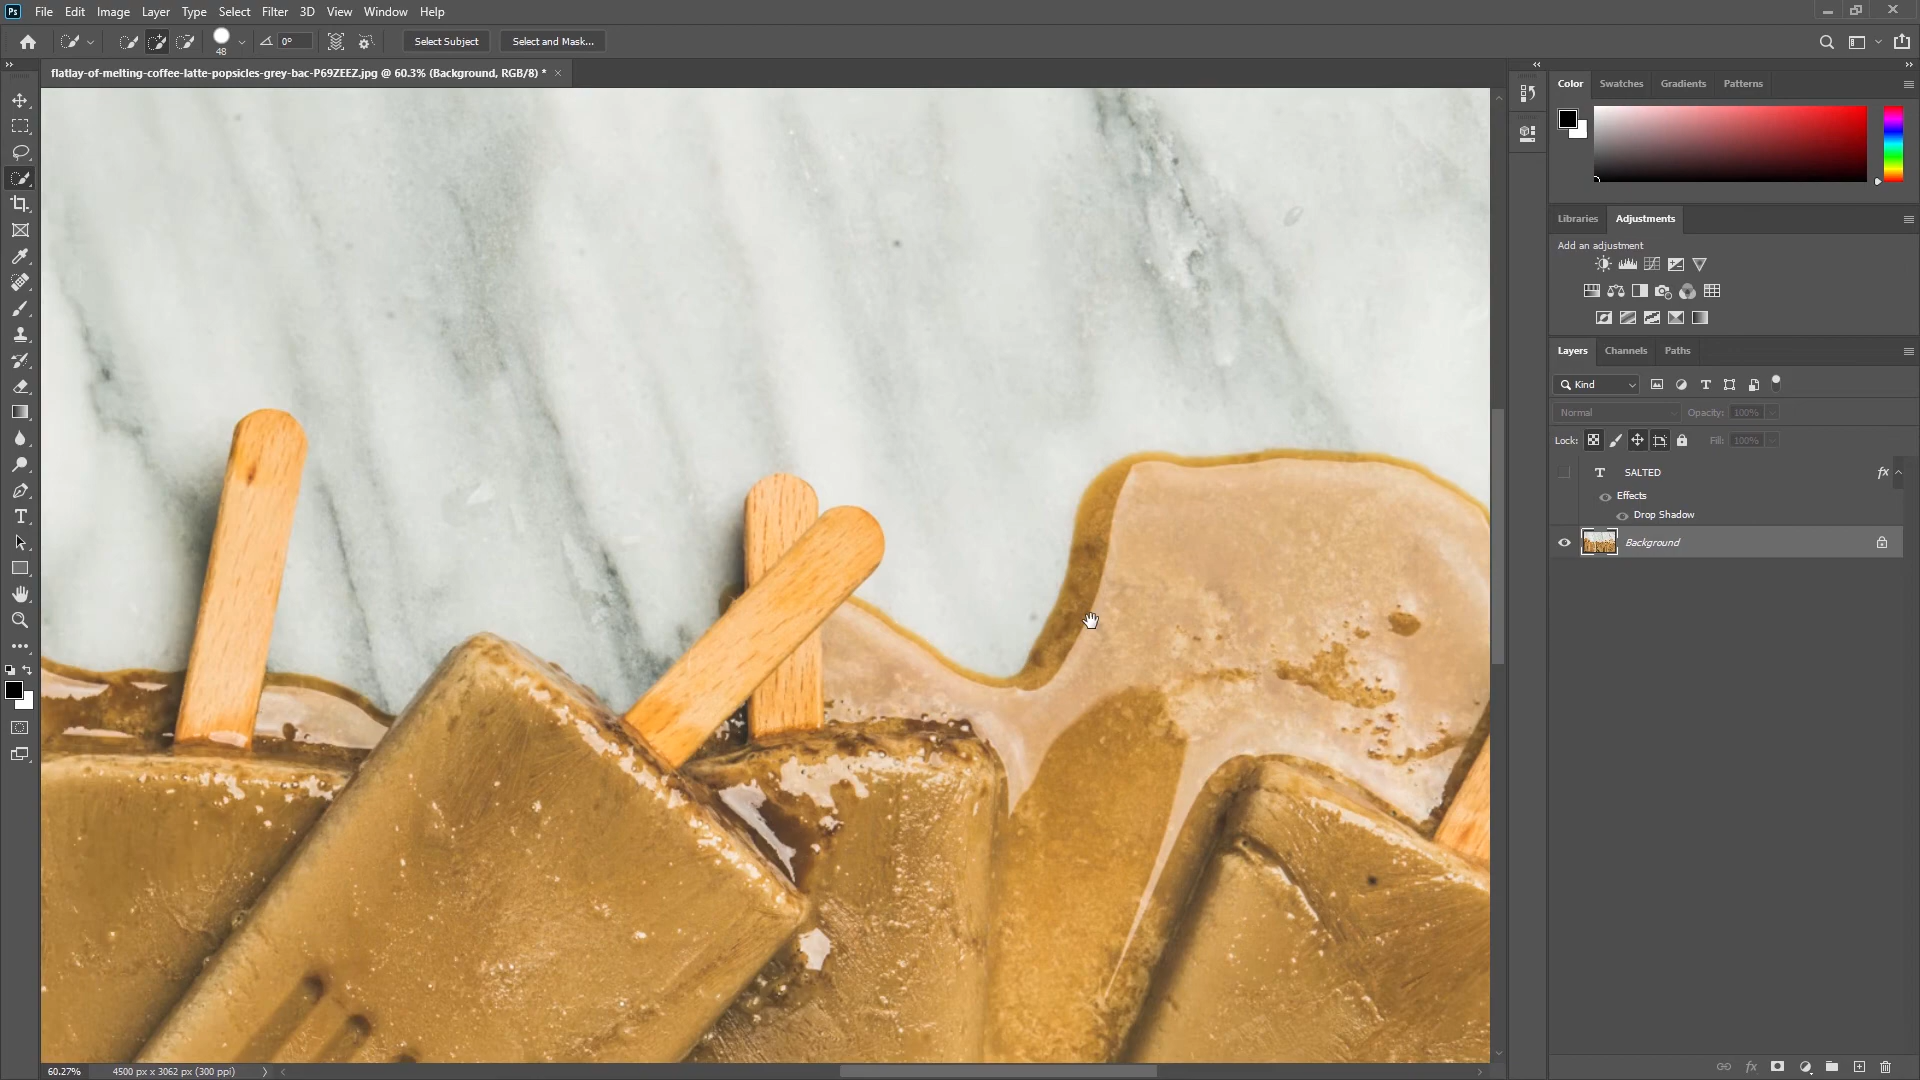 Ps File Edit Image Layer Type Select Filter 3D View Window Help
48 0° Select Subject Select and Mask...
flatlay-of-melting-coffee-latte-popsicles-grey-bac-P69ZEEZ.jpg @ 60.3% (Background, RGB/8) * ×
Color Swatches Gradients Patterns
Libraries Adjustments
Add an adjustment
Layers Channels Paths
Kind
Normal Opacity: 100%
Lock: Fill: 100%
T SALTED fx
Effects
Drop Shadow
Background
60.27% 4500 px x 3062 px (300 ppi)
fx